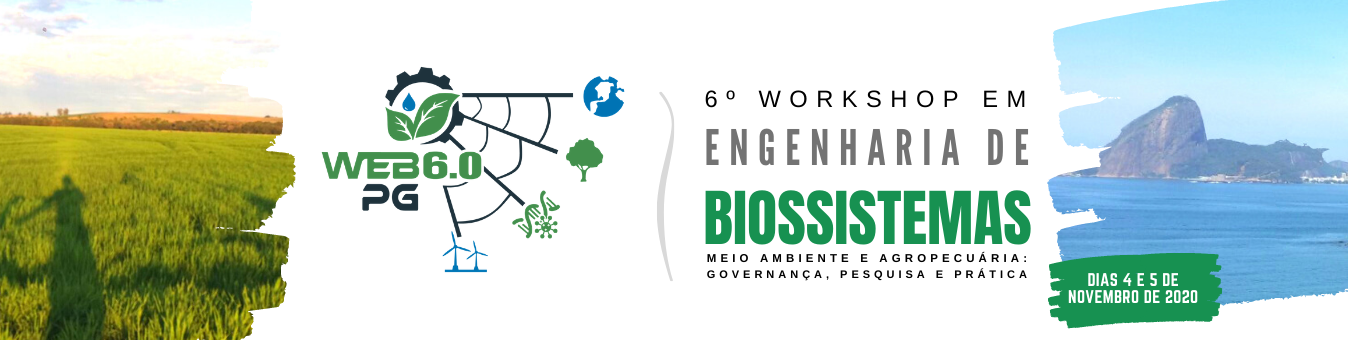 WEB6.0
PG
6º WORKSHOP EM
ENGENHARIA DE
BIOSSISTEMAS
MEIO AMBIENTE E AGROPECUÁRIA:
GOVERNANÇA, PESQUISA E PRÁTICA
DIAS 4 E 5 DE
NOVEMBRO DE 2020